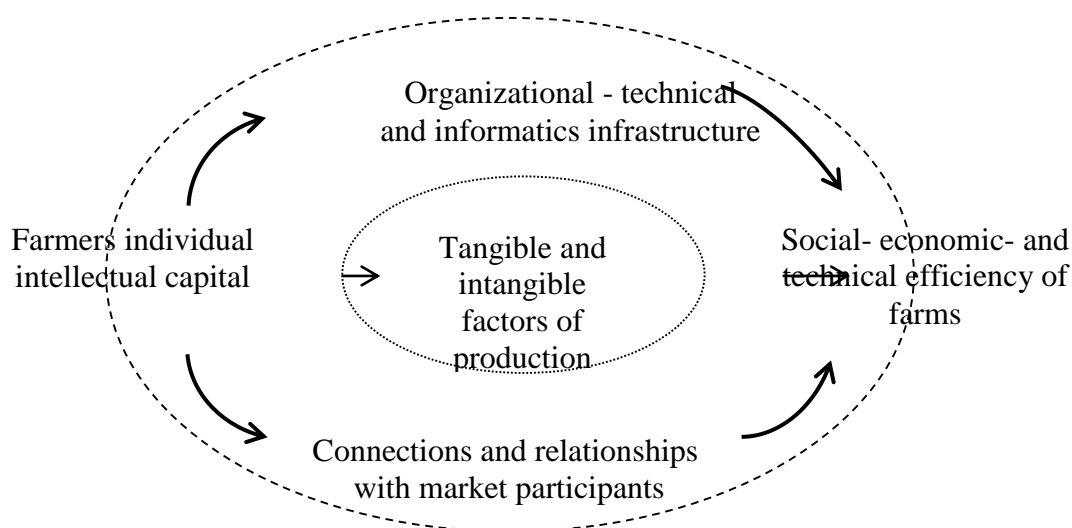 Organizational - technical
and informatics infrastructure
Farmers individual
intellectual capital
Tangible and
intangible
factors of
production
Social- economic- and
technical efficiency of
farms
Connections and relationships
with market participants